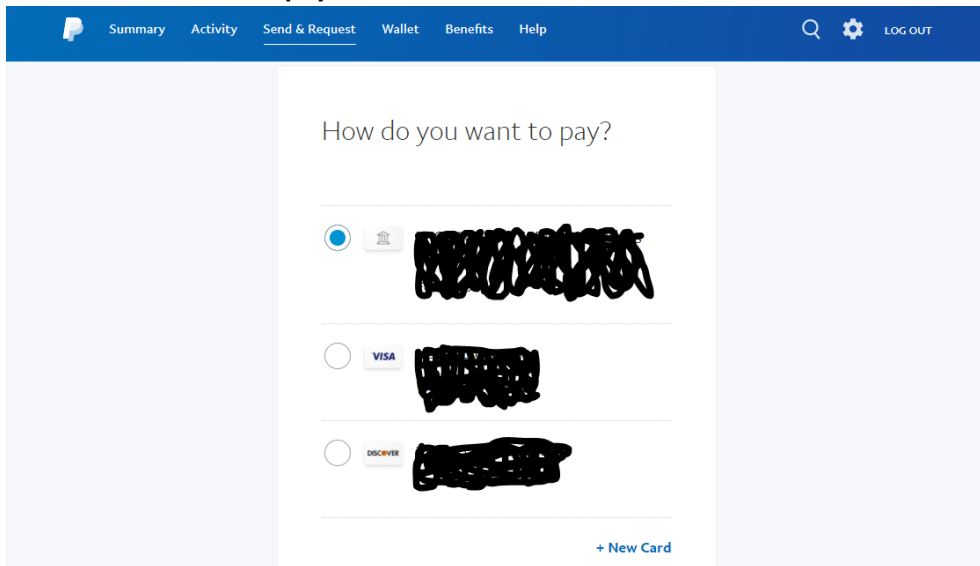 Summary Activity Send & Request Wallet Benefits Help LOG OUT
How do you want to pay?
VISA
DISCOVER
+ New Card